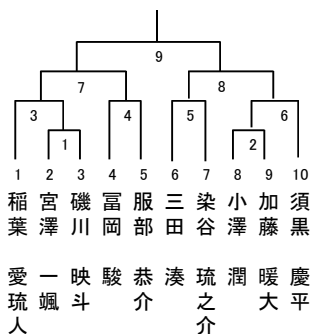 9
7
8
3
4
5
6
1
2
1
2
3
4
5
6
7
8
9
10
稲葉 愛琉人
宮澤 一颯
磯川 映斗
冨岡 駿
服部 恭介
三田 湊
染谷 琉之介
小澤 潤
加藤 暖大
須黒 慶平